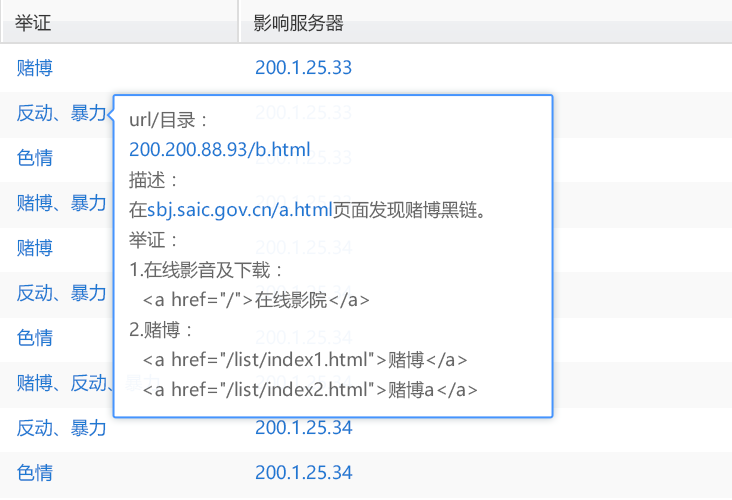 举证 影响服务器
赌博 200.1.25.33
反动、暴力 200.1.25.33
色情 200.1.25.33
赌博、暴力
赌博 200.1.25.34
反动、暴力
色情 200.1.25.34
赌博、反动、暴力
反动、暴力 200.1.25.34
色情 200.1.25.34
url/目录：
200.200.88.93/b.html
描述：
在sbj.saic.gov.cn/a.html页面发现赌博黑链。
举证：
1.在线影音及下载：
<a href="/">在线影院</a>
2.赌博：
<a href="/list/index1.html">赌博</a>
<a href="/list/index2.html">赌博a</a>